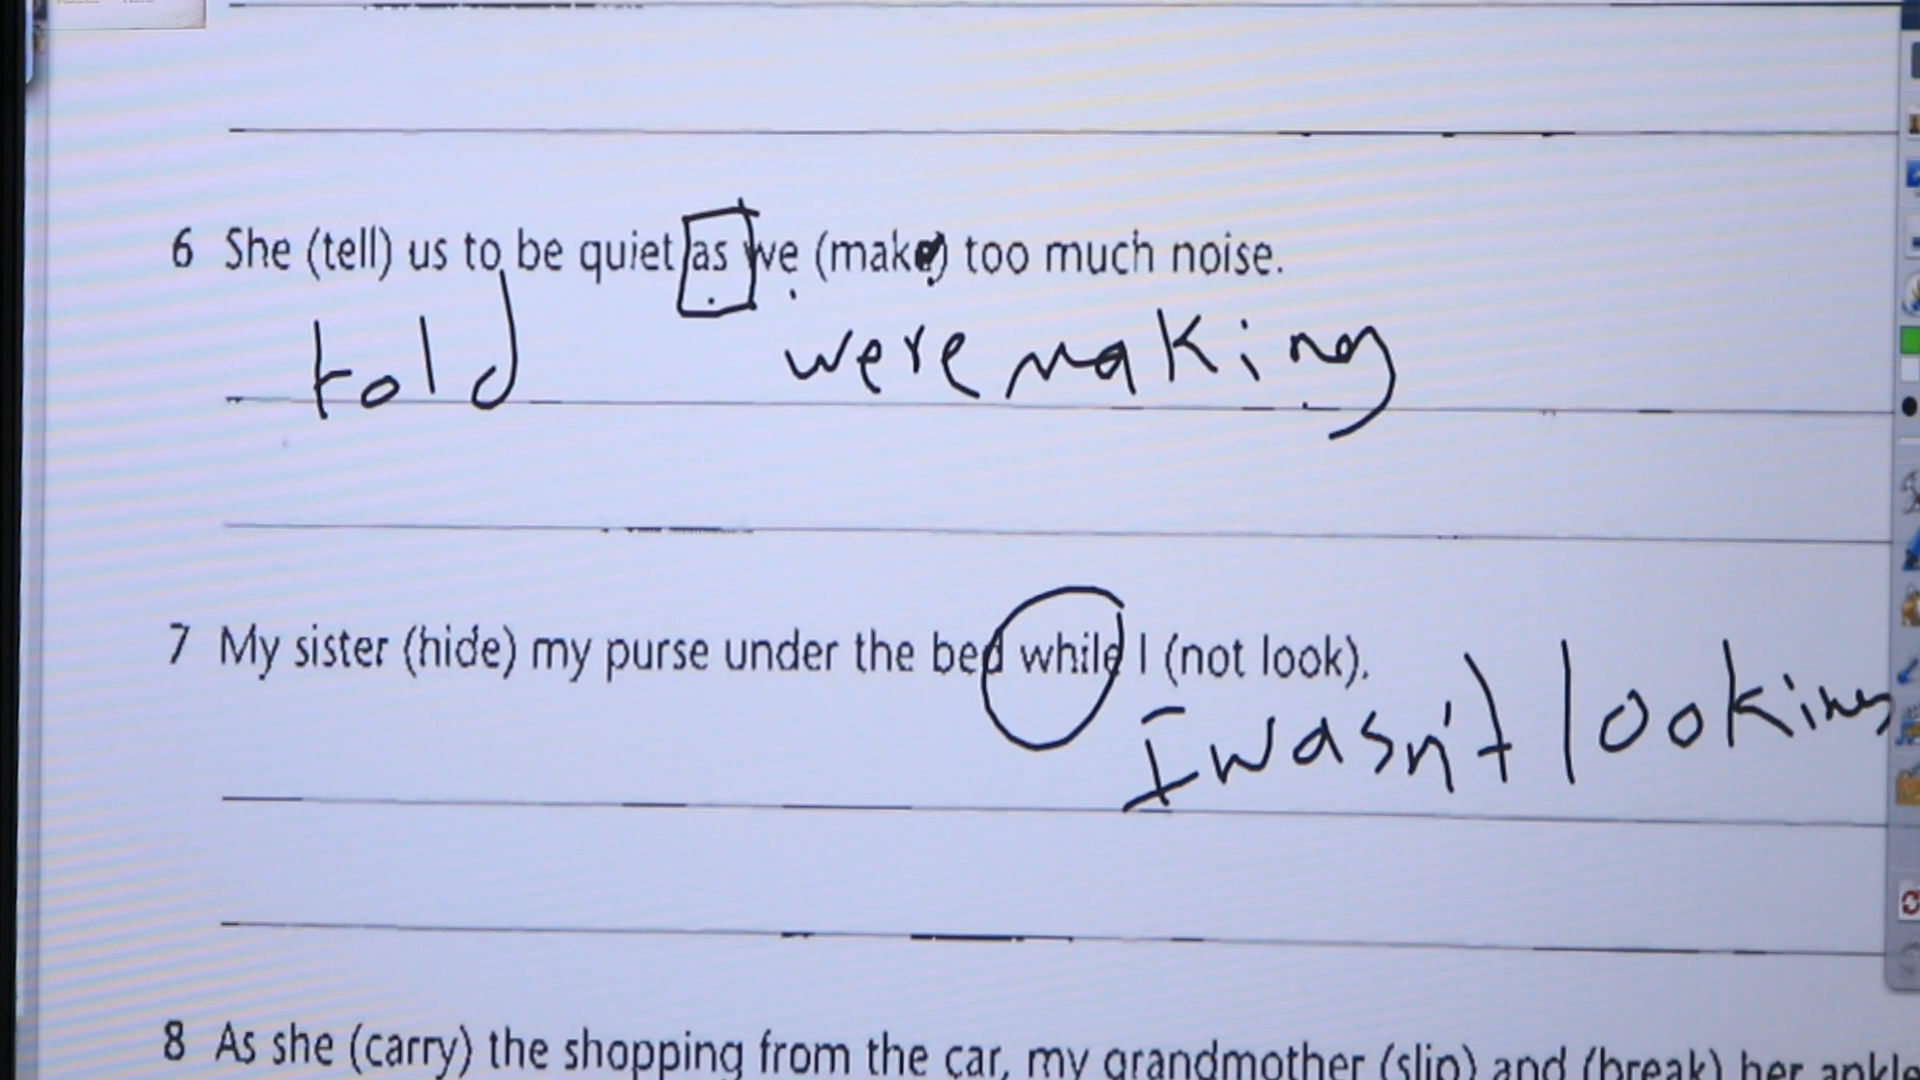 6 She (tell) us to be quiet as we (make) too much noise.
told were making
7 My sister (hide) my purse under the bed while I (not look).
I wasn't looking
8 As she (carry) the shopping from the car, my grandmother (slip) and (break) her ankle